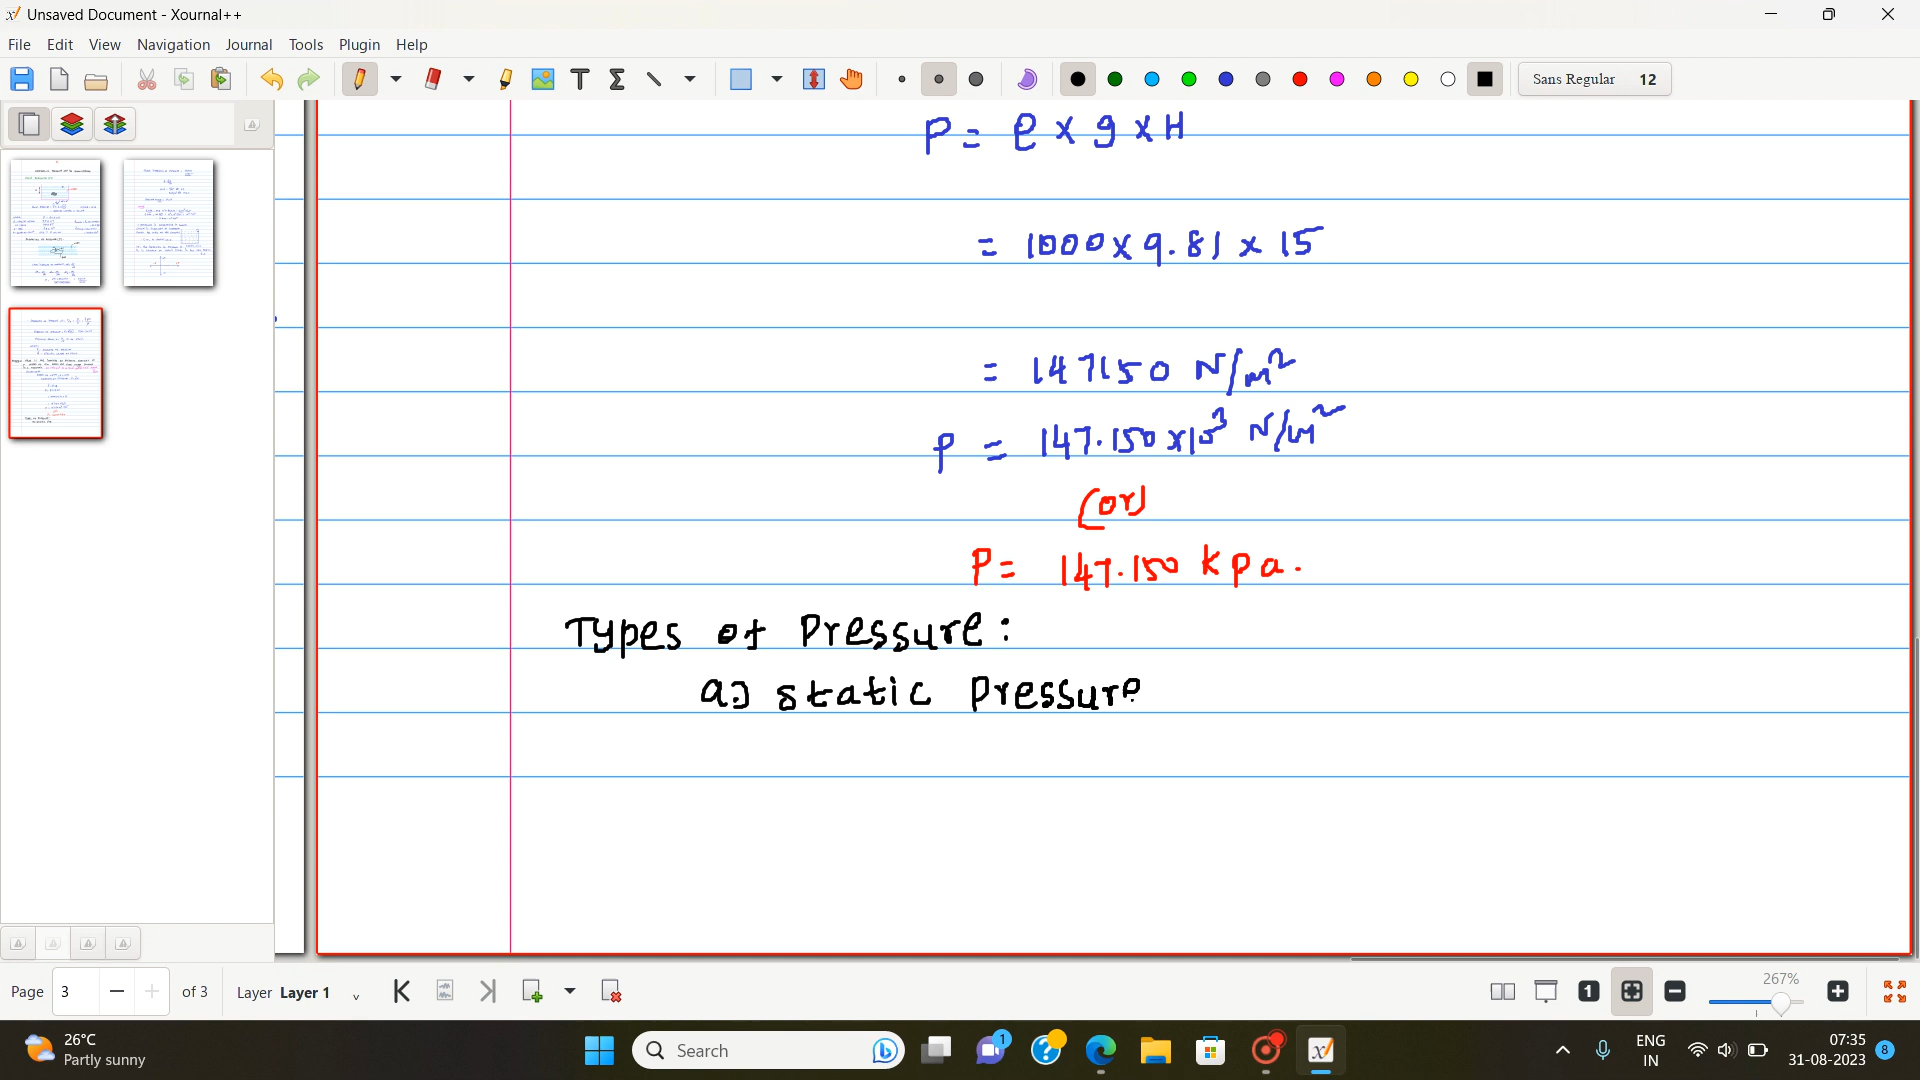 Unsaved Document - Xournal++
File Edit View Navigation Journal Tools Plugin Help
Sans Regular 12
P = ρ x g x H
= 1000 x 9.81 x 15
= 147150 N/m²
P = 147.150 x 10³ N/m²
(or)
P = 147.150 kpa.
Types of Pressure:
a.) static Pressure
Page 3 of 3 Layer Layer 1 267%
26°C
Partly sunny
Search
1
ENG
IN
07:35
31-08-2023
8